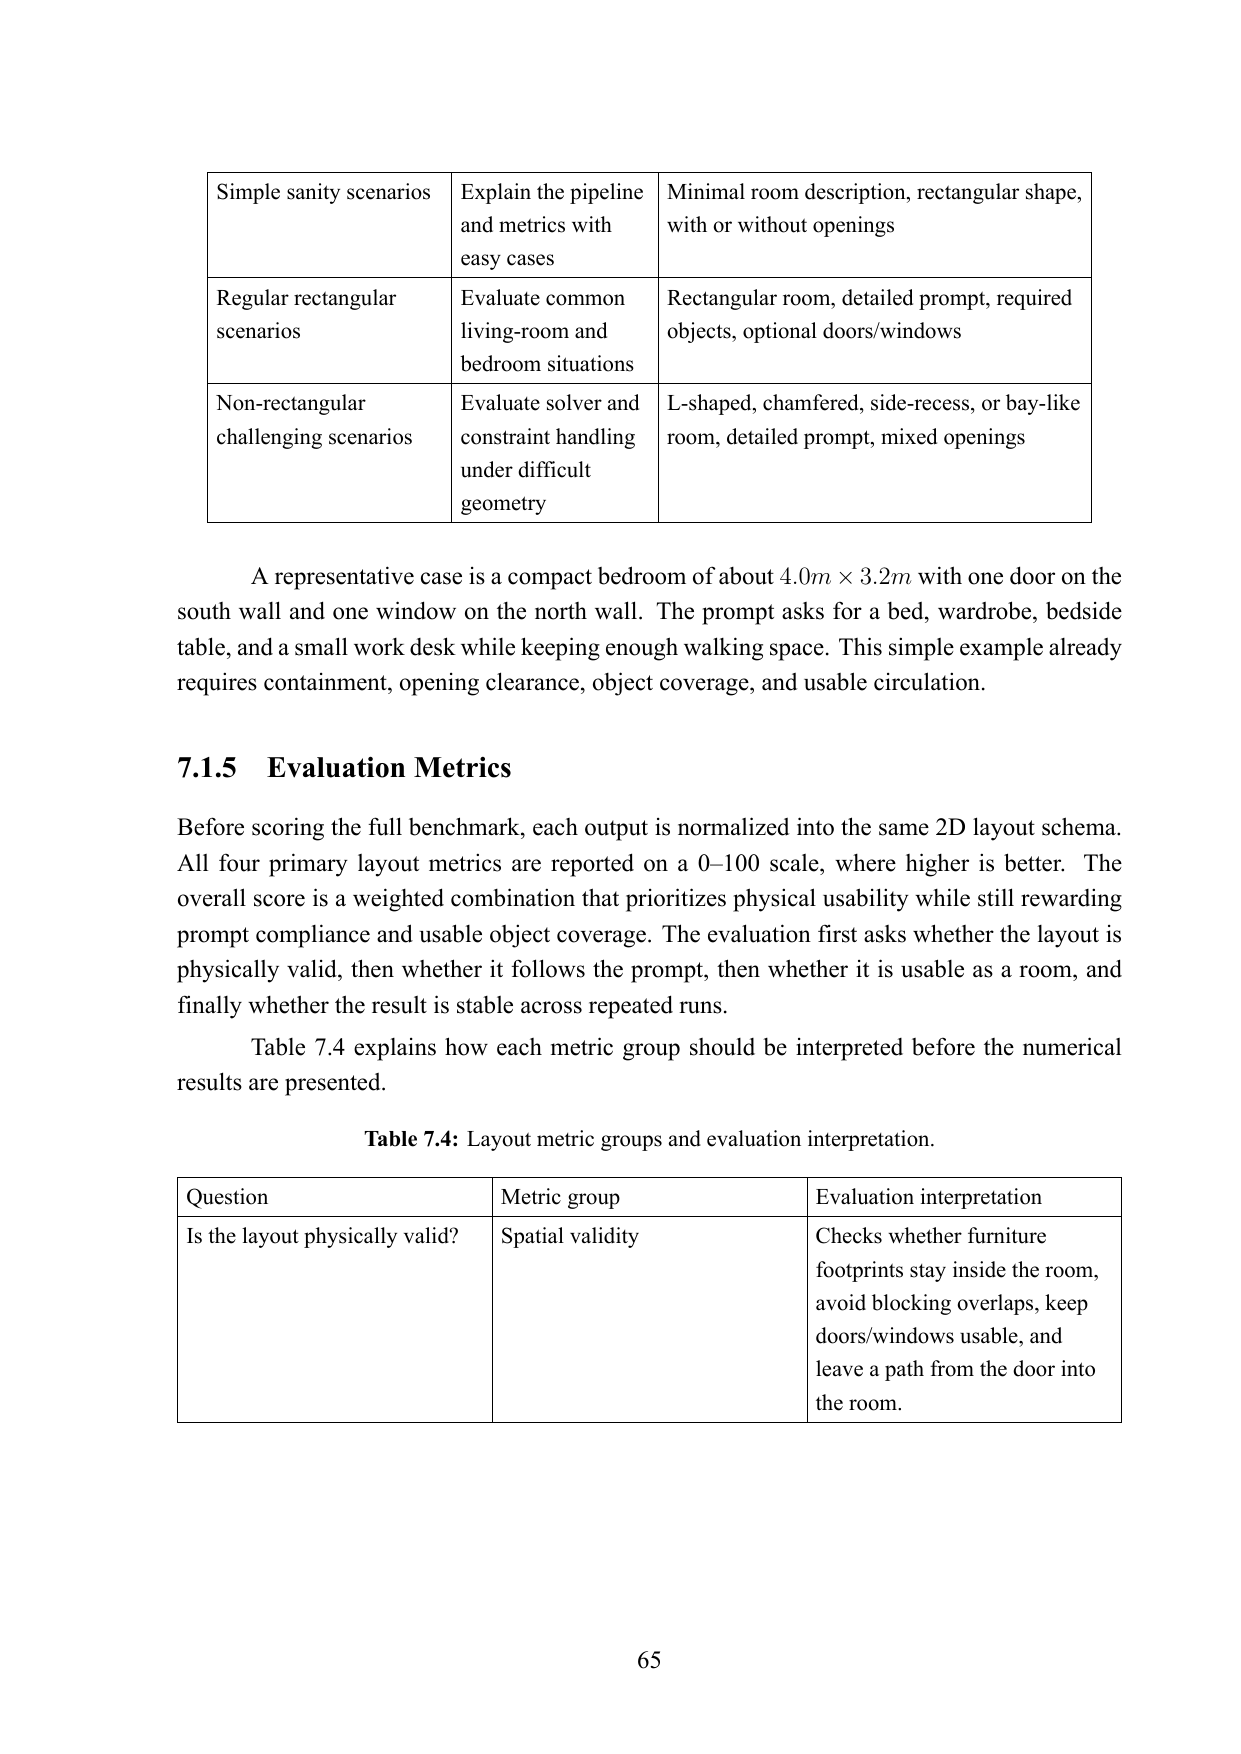 Simple sanity scenarios
Explain the pipeline
and metrics with
easy cases
Minimal room description, rectangular shape,
with or without openings
Regular rectangular
scenarios
Evaluate common
living-room and
bedroom situations
Rectangular room, detailed prompt, required
objects, optional doors/windows
Non-rectangular
challenging scenarios
Evaluate solver and
constraint handling
under difficult
geometry
L-shaped, chamfered, side-recess, or bay-like
room, detailed prompt, mixed openings
A representative case is a compact bedroom of about 4.0m × 3.2m with one door on the
south wall and one window on the north wall. The prompt asks for a bed, wardrobe, bedside
table, and a small work desk while keeping enough walking space. This simple example already
requires containment, opening clearance, object coverage, and usable circulation.
7.1.5 Evaluation Metrics
Before scoring the full benchmark, each output is normalized into the same 2D layout schema.
All four primary layout metrics are reported on a 0–100 scale, where higher is better. The
overall score is a weighted combination that prioritizes physical usability while still rewarding
prompt compliance and usable object coverage. The evaluation first asks whether the layout is
physically valid, then whether it follows the prompt, then whether it is usable as a room, and
finally whether the result is stable across repeated runs.
Table 7.4 explains how each metric group should be interpreted before the numerical
results are presented.
Table 7.4: Layout metric groups and evaluation interpretation.
Question
Metric group
Evaluation interpretation
Is the layout physically valid?
Spatial validity
Checks whether furniture
footprints stay inside the room,
avoid blocking overlaps, keep
doors/windows usable, and
leave a path from the door into
the room.
65